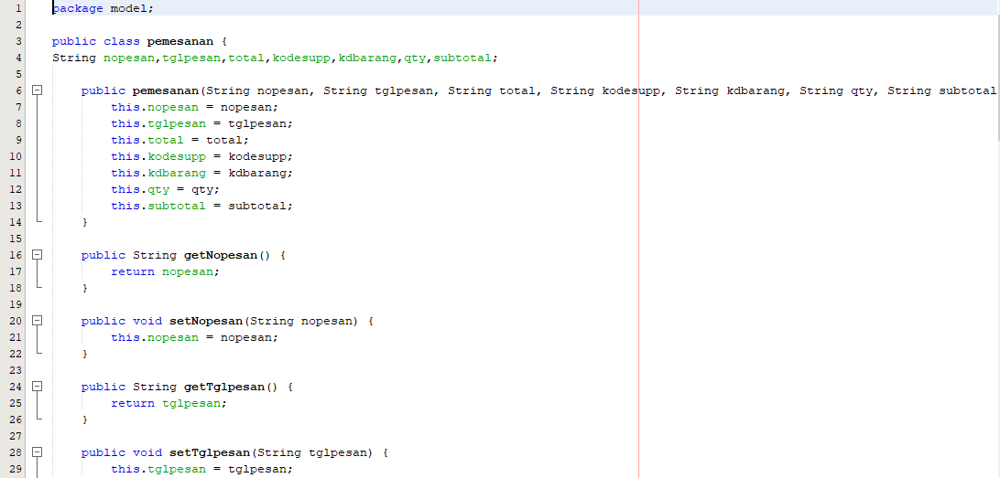 1 package model;
2
3 public class pemesanan {
4 String nopesan,tglpesan,total,kodesupp,kdbarang,qty,subtotal;
5
6 public pemesanan(String nopesan, String tglpesan, String total, String kodesupp, String kdbarang, String qty, String subtotal
7 this.nopesan = nopesan;
8 this.tglpesan = tglpesan;
9 this.total = total;
10 this.kodesupp = kodesupp;
11 this.kdbarang = kdbarang;
12 this.qty = qty;
13 this.subtotal = subtotal;
14 }
15
16 public String getNopesan() {
17 return nopesan;
18 }
19
20 public void setNopesan(String nopesan) {
21 this.nopesan = nopesan;
22 }
23
24 public String getTglpesan() {
25 return tglpesan;
26 }
27
28 public void setTglpesan(String tglpesan) {
29 this.tglpesan = tglpesan;